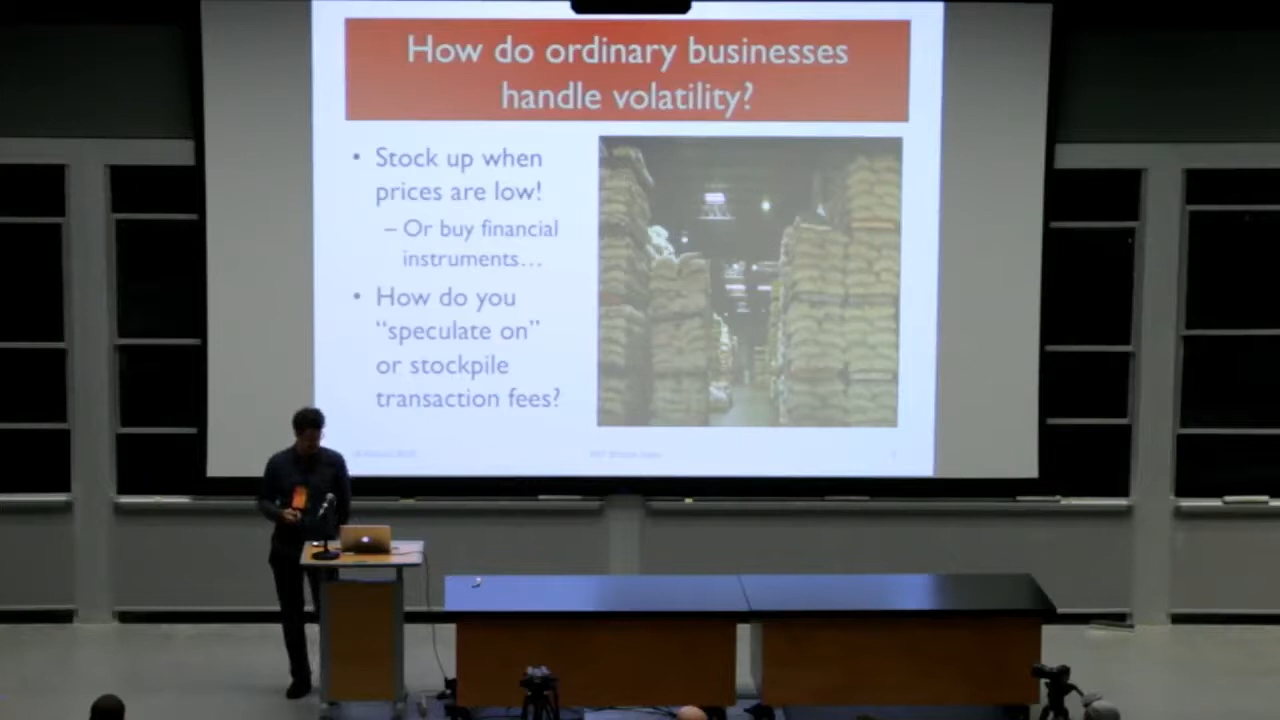 How do ordinary businesses
handle volatility?
• Stock up when
prices are low!
– Or buy financial
instruments…
• How do you
“speculate on”
or stockpile
transaction fees?